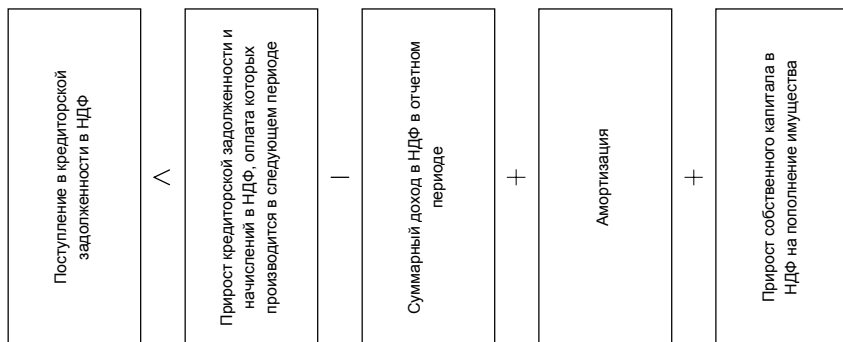 Поступление в кредиторской
задолженности в НДФ
>
Прирост кредиторской задолженности и
начислений в НДФ, оплата которых
производится в следующем периоде
–
Суммарный доход в НДФ в отчетном
периоде
+
Амортизация
+
Прирост собственного капитала в
НДФ на пополнение имущества